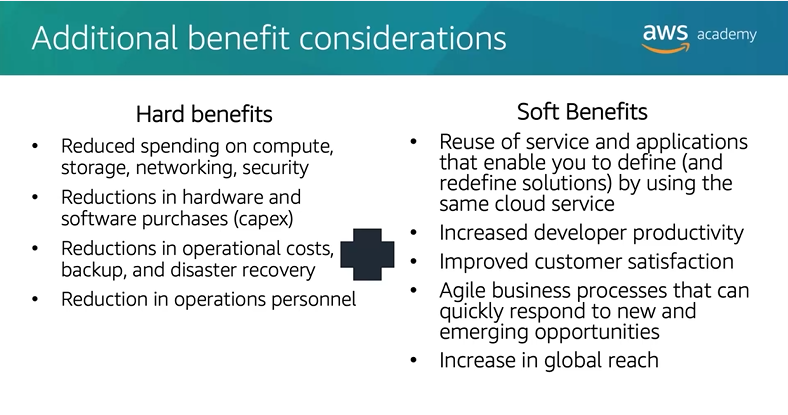 Additional benefit considerations
aws academy
Hard benefits
• Reduced spending on compute,
storage, networking, security
• Reductions in hardware and
software purchases (capex)
• Reductions in operational costs,
backup, and disaster recovery
• Reduction in operations personnel
Soft Benefits
• Reuse of service and applications
that enable you to define (and
redefine solutions) by using the
same cloud service
• Increased developer productivity
• Improved customer satisfaction
• Agile business processes that can
quickly respond to new and
emerging opportunities
• Increase in global reach